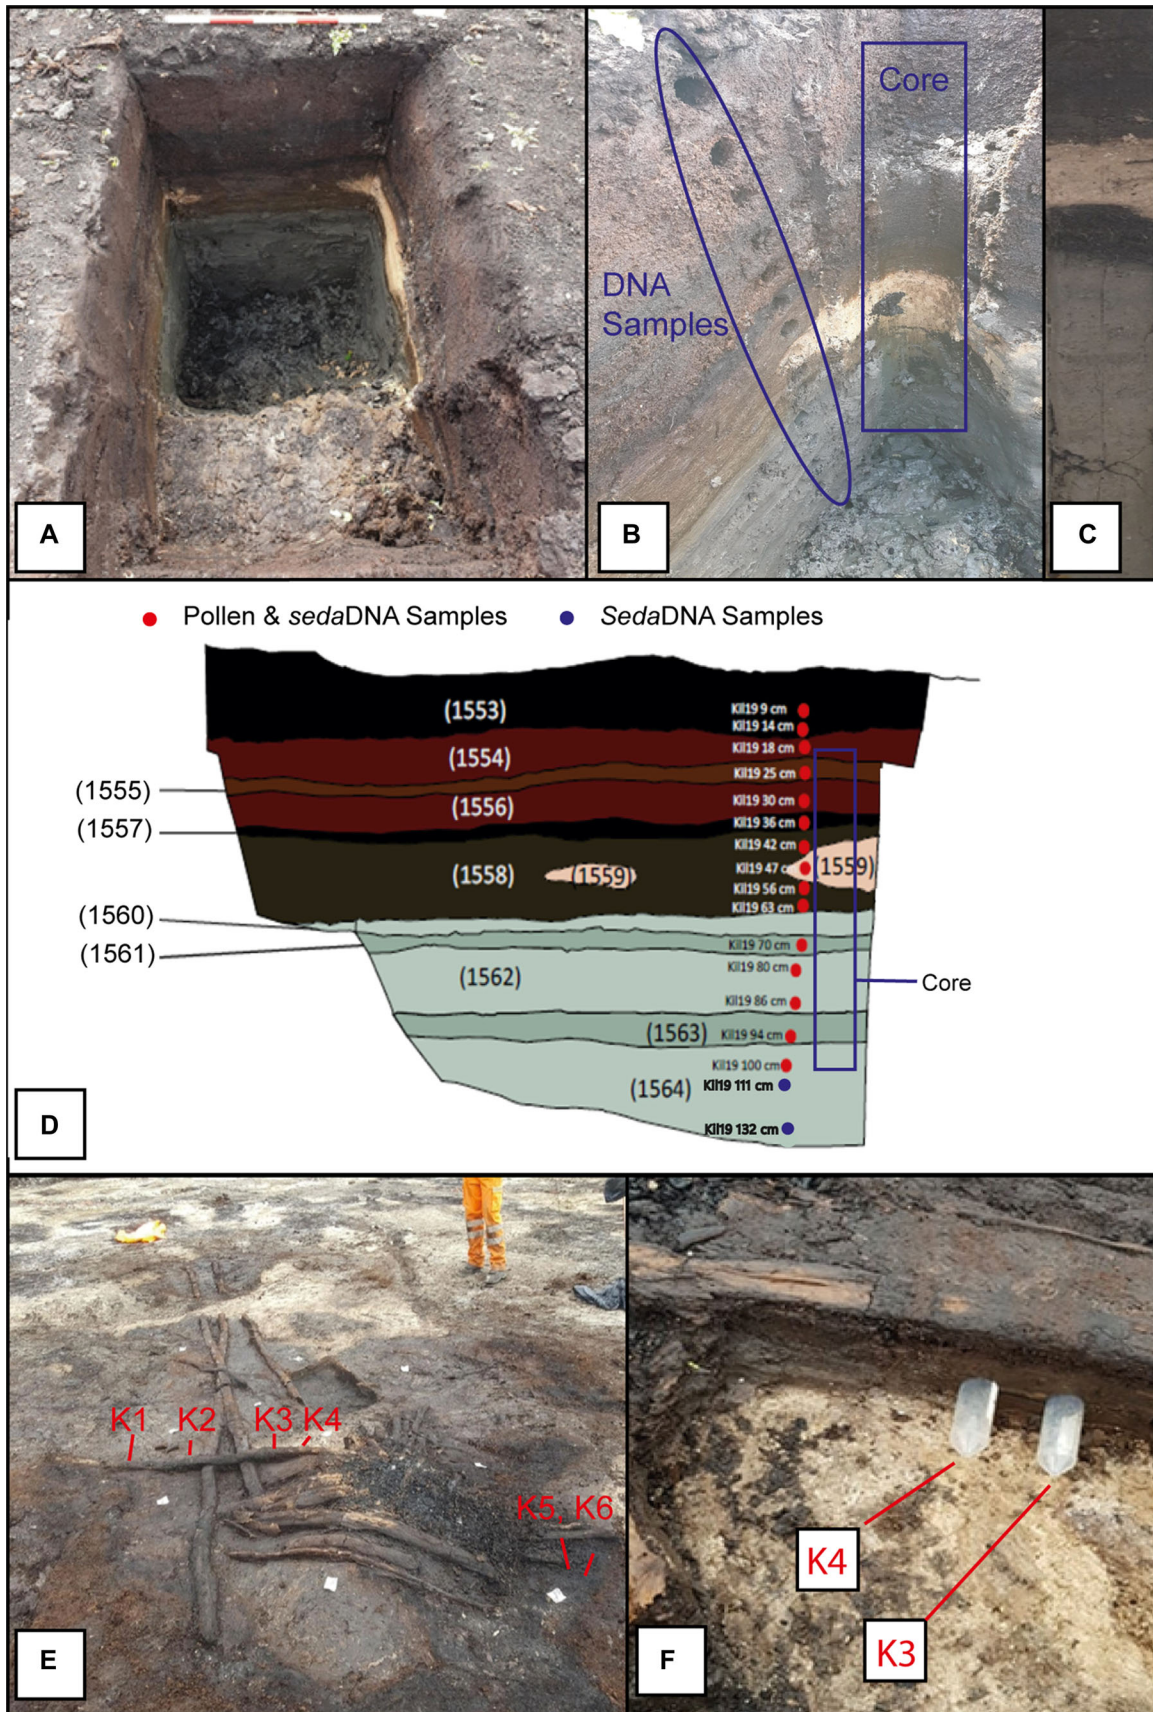 A
Core
DNA
Samples
B
C
Pollen & sedaDNA Samples
SedaDNA Samples
(1553)
Kil19 9 cm
Kil19 14 cm
(1554)
Kil19 18 cm
Kil19 25 cm
(1555)
(1556)
Kil19 30 cm
(1557)
Kil19 36 cm
Kil19 42 cm
(1558)
(1559)
Kil19 47 c
(1559)
Kil19 56 cm
Kil19 63 cm
(1560)
(1561)
Kil19 70 cm
(1562)
Kil19 80 cm
Core
Kil19 86 cm
(1563)
Kil19 94 cm
Kil19 100 cm
(1564)
Kil19 111 cm
Kil19 132 cm
D
K1
K2
K3
K4
K5, K6
E
K4
K3
F